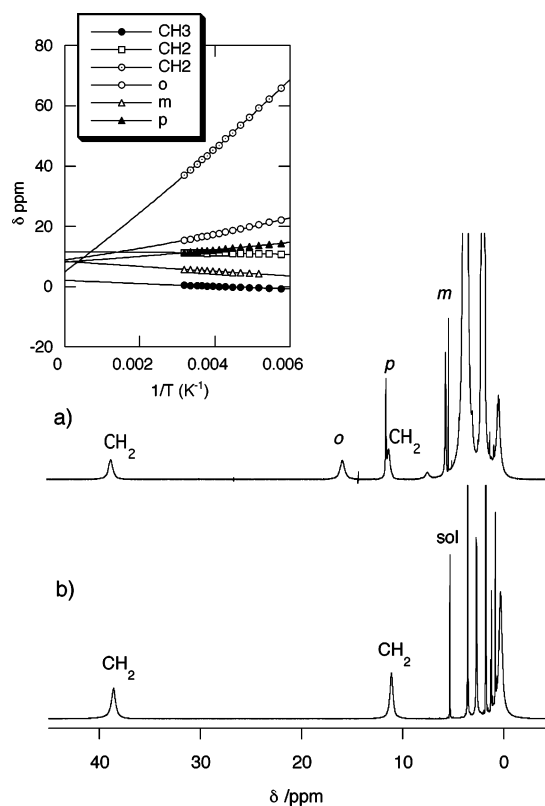 80
60
40
20
0
-20
δ ppm
CH3
CH2
CH2
o
m
p
0
0.002
0.004
0.006
1/T (K⁻¹)
a)
CH₂
o
p
CH₂
m
b)
CH₂
CH₂
sol
40
30
20
10
0
δ /ppm